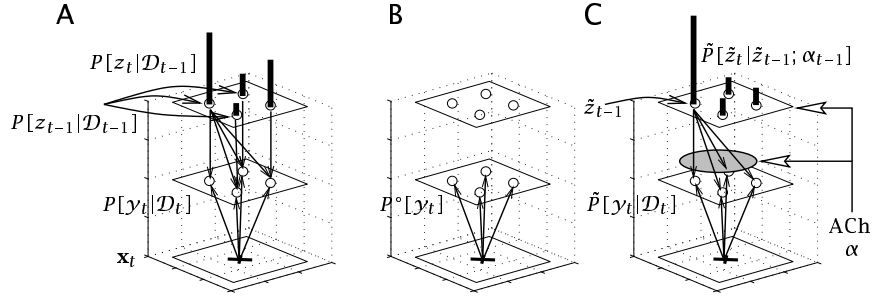 A
B
C
P[z_t|𝒟_{t−1}]
P[z_{t−1}|𝒟_{t−1}]
P[y_t|𝒟_t]
x_t
P°[y_t]
P̃[z̃_t|z̃_{t−1}; α_{t−1}]
z̃_{t−1}
P̃[y_t|𝒟_t]
ACh
α